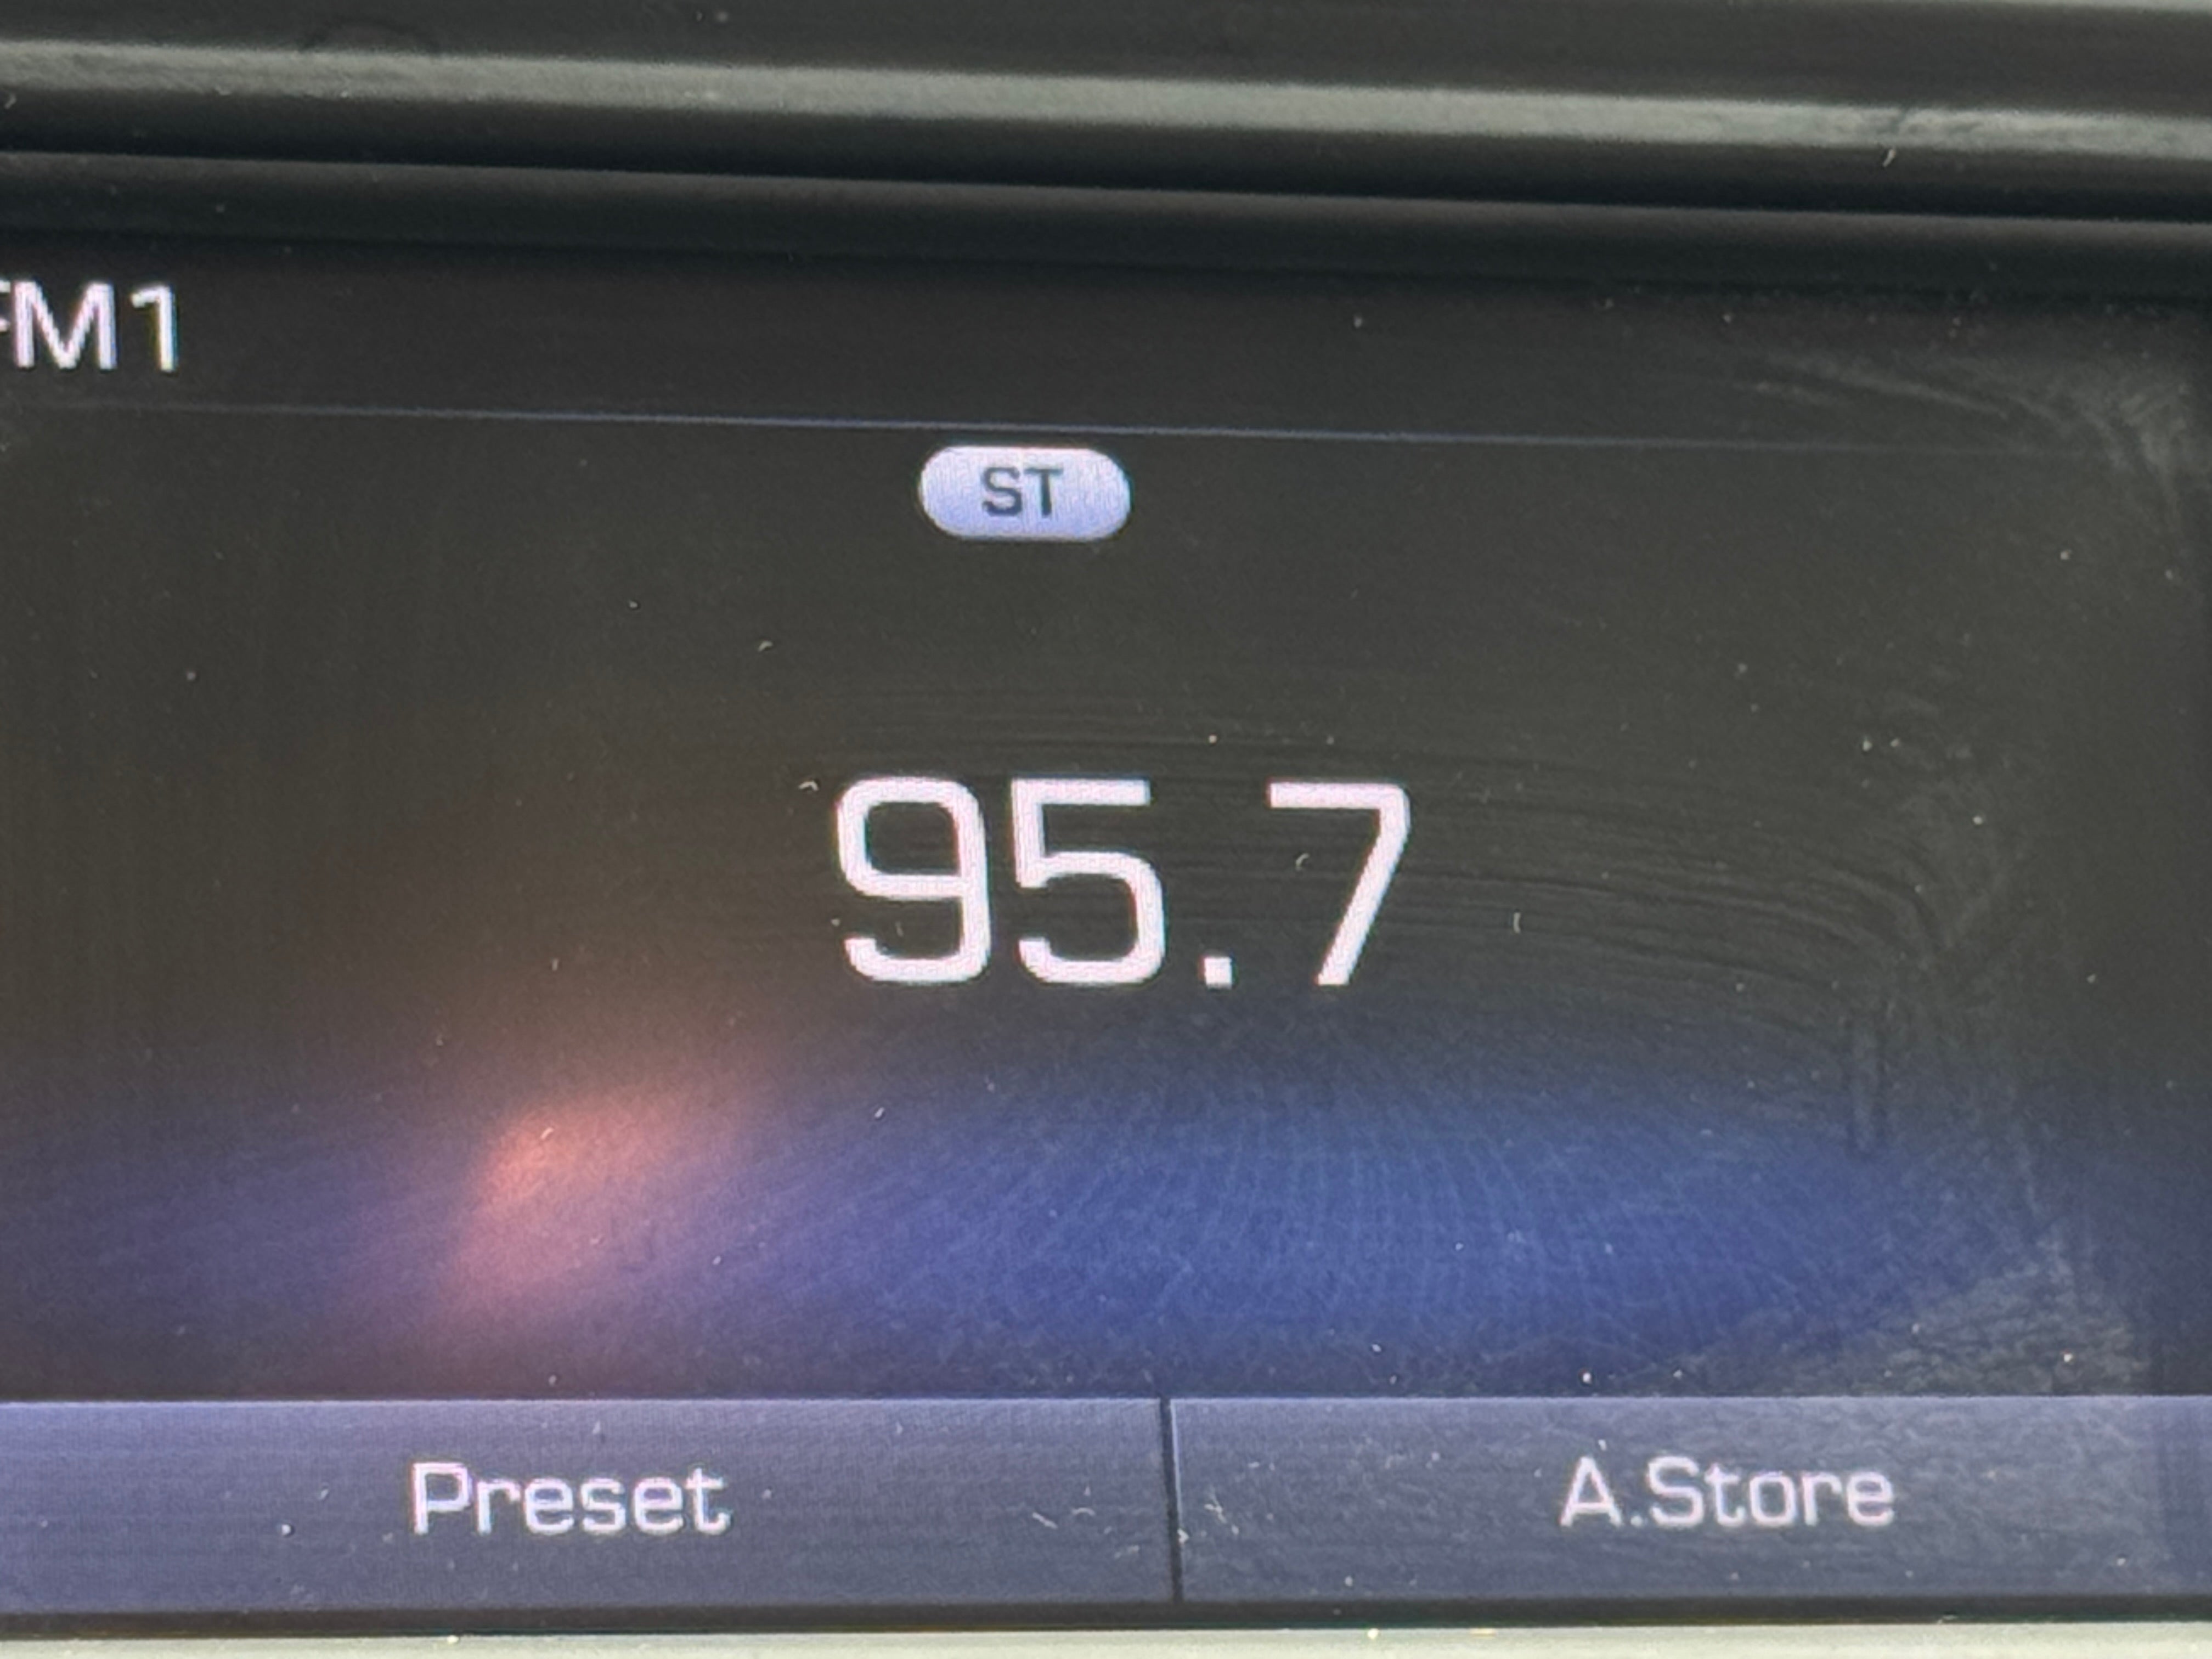 FM1
ST
95.7
Preset
A.Store